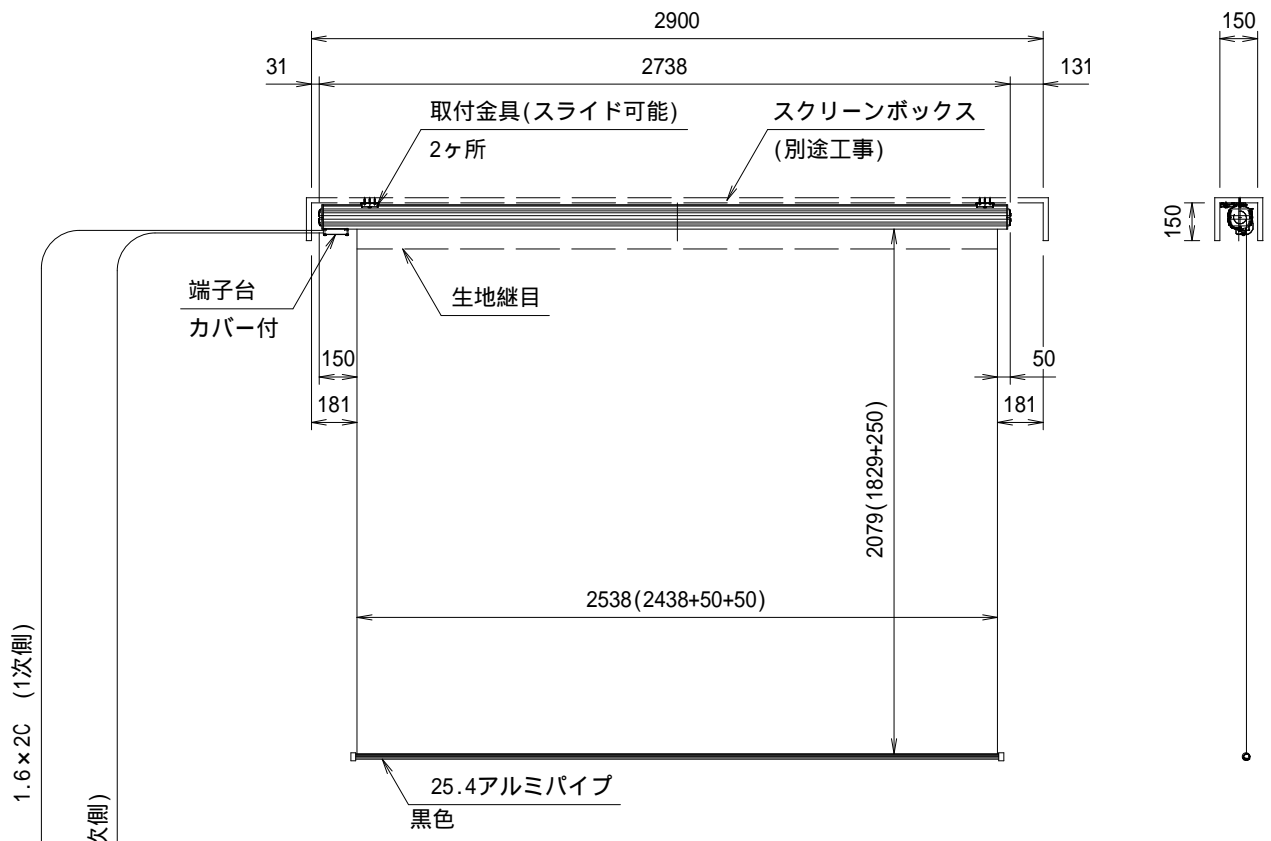 2900
150
31
2738
131
取付金具(スライド可能)
2ヶ所
スクリーンボックス
(別途工事)
150
端子台
カバー付
生地継目
150
50
181
181
2079(1829+250)
2538(2438+50+50)
1.6×2C (1次側)
次側)
25.4アルミパイプ
黒色